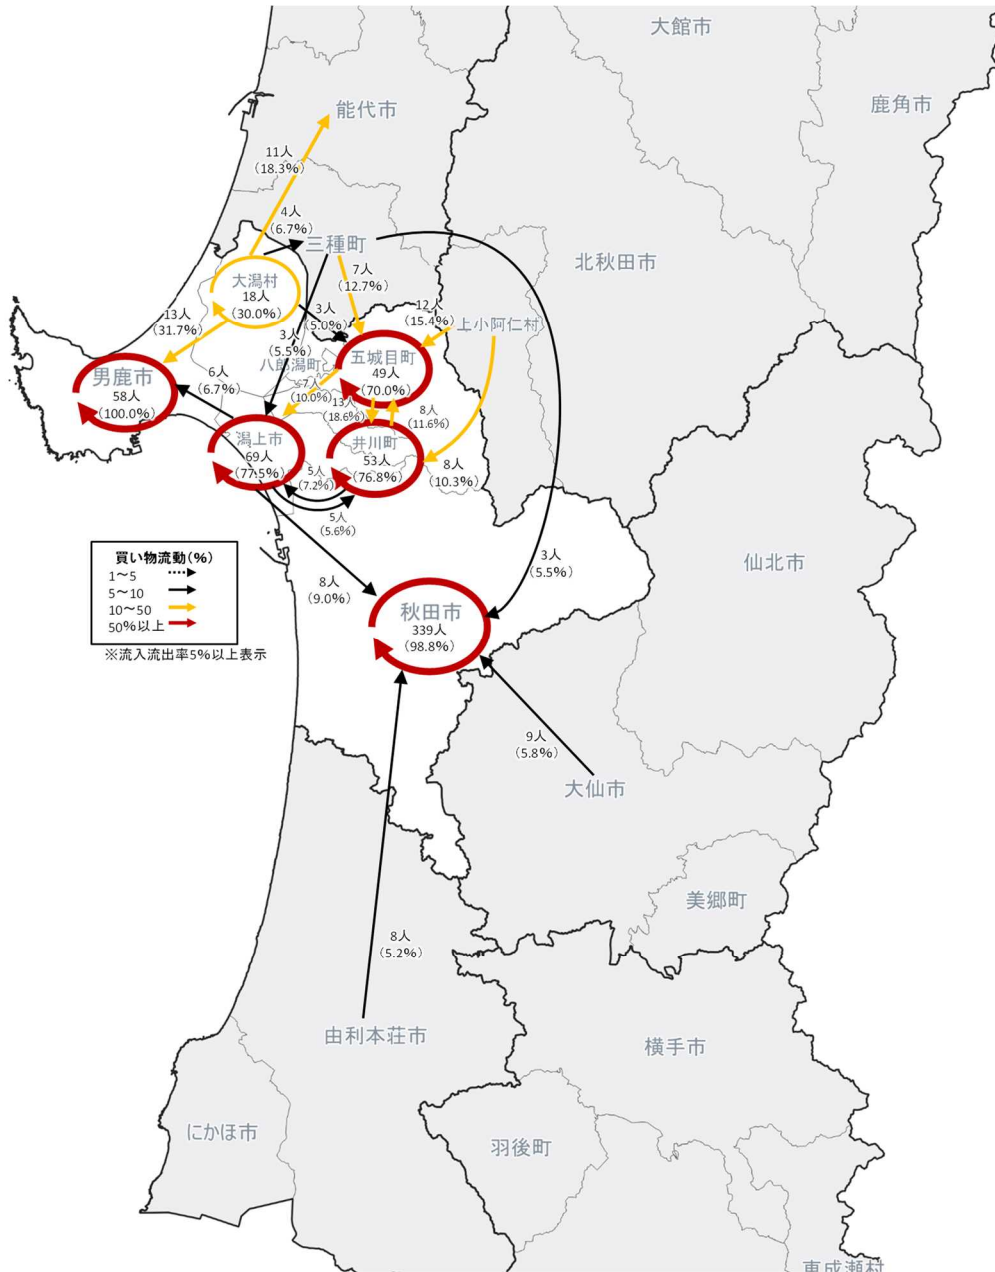 大館市
能代市
鹿角市
11人
（18.3%）
4人
（6.7%）
三種町
7人
（12.7%）
北秋田市
大潟村
18人
（30.0%）
13人
（31.7%）
3人
（5.0%）
12人
（15.4%）
上小阿仁村
3人
（5.5%）
八郎潟町
五城目町
49人
（70.0%）
男鹿市
58人
（100.0%）
6人
（6.7%）
7人
（10.0%）
13人
（18.6%）
8人
（11.6%）
潟上市
69人
（77.5%）
井川町
53人
（76.8%）
5人
（7.2%）
8人
（10.3%）
5人
（5.6%）
買い物流動(%)
1～5
5～10
10～50
50%以上
※流入流出率5%以上表示
8人
（9.0%）
3人
（5.5%）
仙北市
秋田市
339人
（98.8%）
9人
（5.8%）
大仙市
美郷町
8人
（5.2%）
由利本荘市
横手市
にかほ市
羽後町
東成瀬村